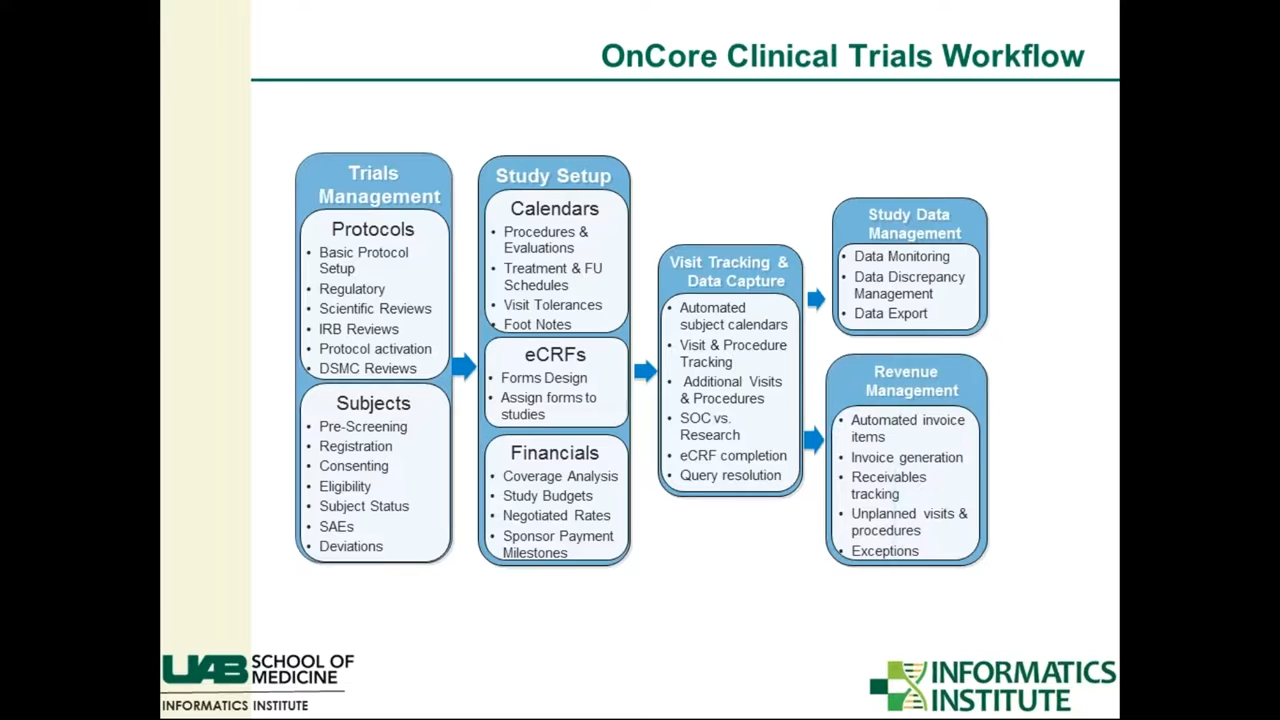 OnCore Clinical Trials Workflow
Trials
Management
Protocols
• Basic Protocol
Setup
• Regulatory
• Scientific Reviews
• IRB Reviews
• Protocol activation
• DSMC Reviews
Subjects
• Pre-Screening
• Registration
• Consenting
• Eligibility
• Subject Status
• SAEs
• Deviations
Study Setup
Calendars
• Procedures &
Evaluations
• Treatment & FU
Schedules
• Visit Tolerances
• Foot Notes
eCRFs
• Forms Design
• Assign forms to
studies
Financials
• Coverage Analysis
• Study Budgets
• Negotiated Rates
• Sponsor Payment
Milestones
Visit Tracking &
Data Capture
• Automated
subject calendars
• Visit & Procedure
Tracking
• Additional Visits
& Procedures
• SOC vs.
Research
• eCRF completion
• Query resolution
Study Data
Management
• Data Monitoring
• Data Discrepancy
Management
• Data Export
Revenue
Management
• Automated invoice
items
• Invoice generation
• Receivables
tracking
• Unplanned visits &
procedures
• Exceptions
UAB SCHOOL OF
MEDICINE
INFORMATICS INSTITUTE
INFORMATICS
INSTITUTE